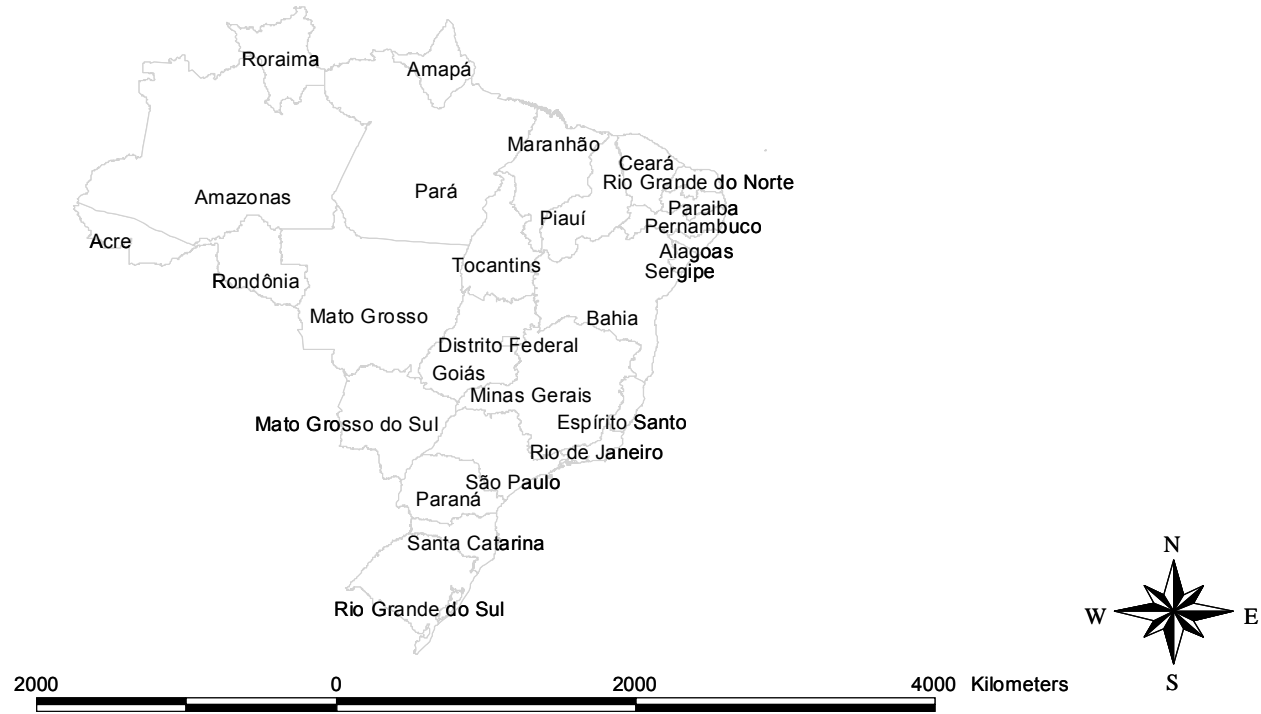 Roraima
Amapá
Maranhão
Ceará
Rio Grande do Norte
Pará
Amazonas
Paraiba
Piauí
Pernambuco
Acre
Alagoas
Tocantins
Sergipe
Rondônia
Mato Grosso
Bahia
Distrito Federal
Goiás
Minas Gerais
Mato Grosso do Sul
Espírito Santo
Rio de Janeiro
São Paulo
Paraná
Santa Catarina
Rio Grande do Sul
N
W E
S
2000 0 2000 4000 Kilometers